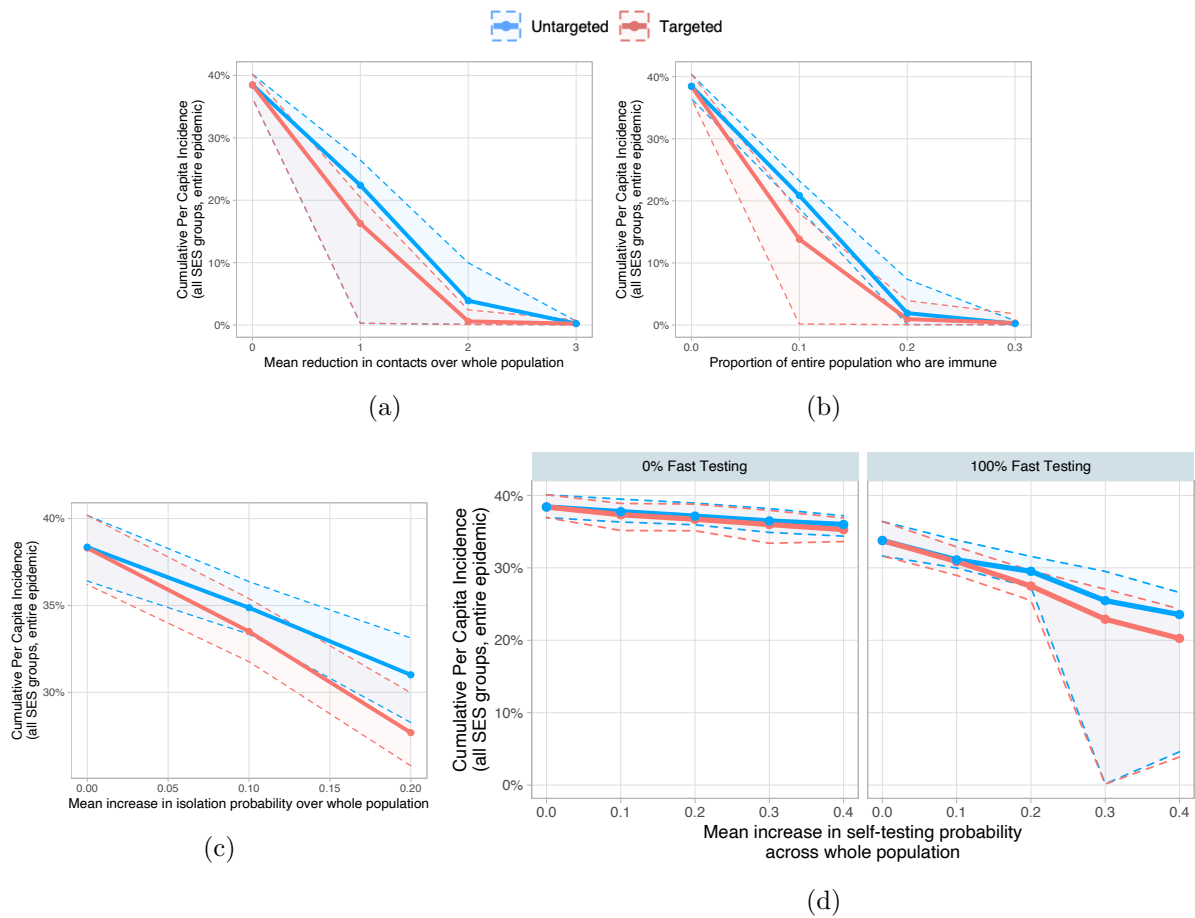 Untargeted Targeted
Cumulative Per Capita Incidence
(all SES groups, entire epidemic)
40%
30%
20%
10%
0%
0 1 2 3
Mean reduction in contacts over whole population
(a)
Cumulative Per Capita Incidence
(all SES groups, entire epidemic)
40%
30%
20%
10%
0%
0.0 0.1 0.2 0.3
Proportion of entire population who are immune
(b)
Cumulative Per Capita Incidence
(all SES groups, entire epidemic)
40%
35%
30%
0.00 0.05 0.10 0.15 0.20
Mean increase in isolation probability over whole population
(c)
0% Fast Testing 100% Fast Testing
Cumulative Per Capita Incidence
(all SES groups, entire epidemic)
40%
30%
20%
10%
0%
0.0 0.1 0.2 0.3 0.4 0.0 0.1 0.2 0.3 0.4
Mean increase in self-testing probability
across whole population
(d)